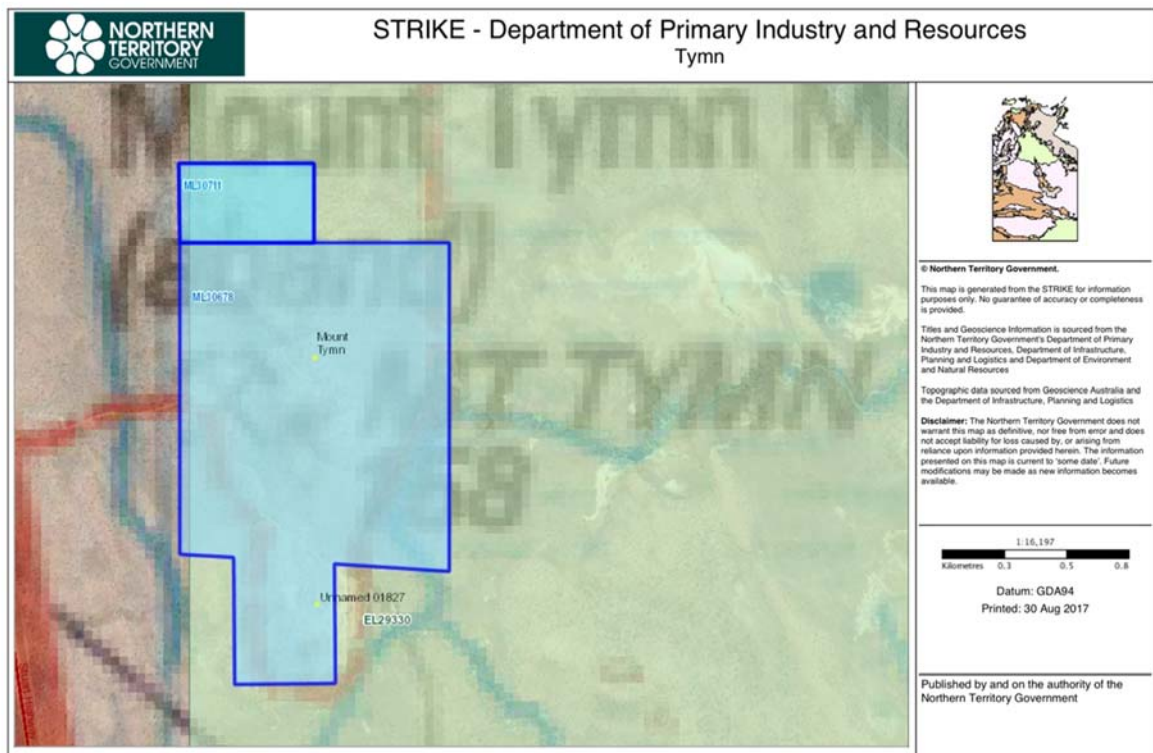 NORTHERN
TERRITORY
GOVERNMENT
STRIKE - Department of Primary Industry and Resources
Tymn
Mount Tymn
ML30711
ML30678
Mount
Tymn
TYMN
58
Unnamed 01827
EL29330
© Northern Territory Government.
This map is generated from the STRIKE for information
purposes only. No guarantee of accuracy or completeness
is provided.
Titles and Geoscience Information is sourced from the
Northern Territory Government's Department of Primary
Industry and Resources, Department of Infrastructure,
Planning and Logistics and Department of Environment
and Natural Resources
Topographic data sourced from Geoscience Australia and
the Department of Infrastructure, Planning and Logistics
Disclaimer: The Northern Territory Government does not
warrant this map as definitive, nor free from error and does
not accept liability for loss caused by, or arising from
reliance upon information provided herein. The information
presented on this map is current to 'some date'. Future
modifications may be made as new information becomes
available.
1:16,197
Kilometres 0.3 0.5 0.8
Datum: GDA94
Printed: 30 Aug 2017
Published by and on the authority of the
Northern Territory Government